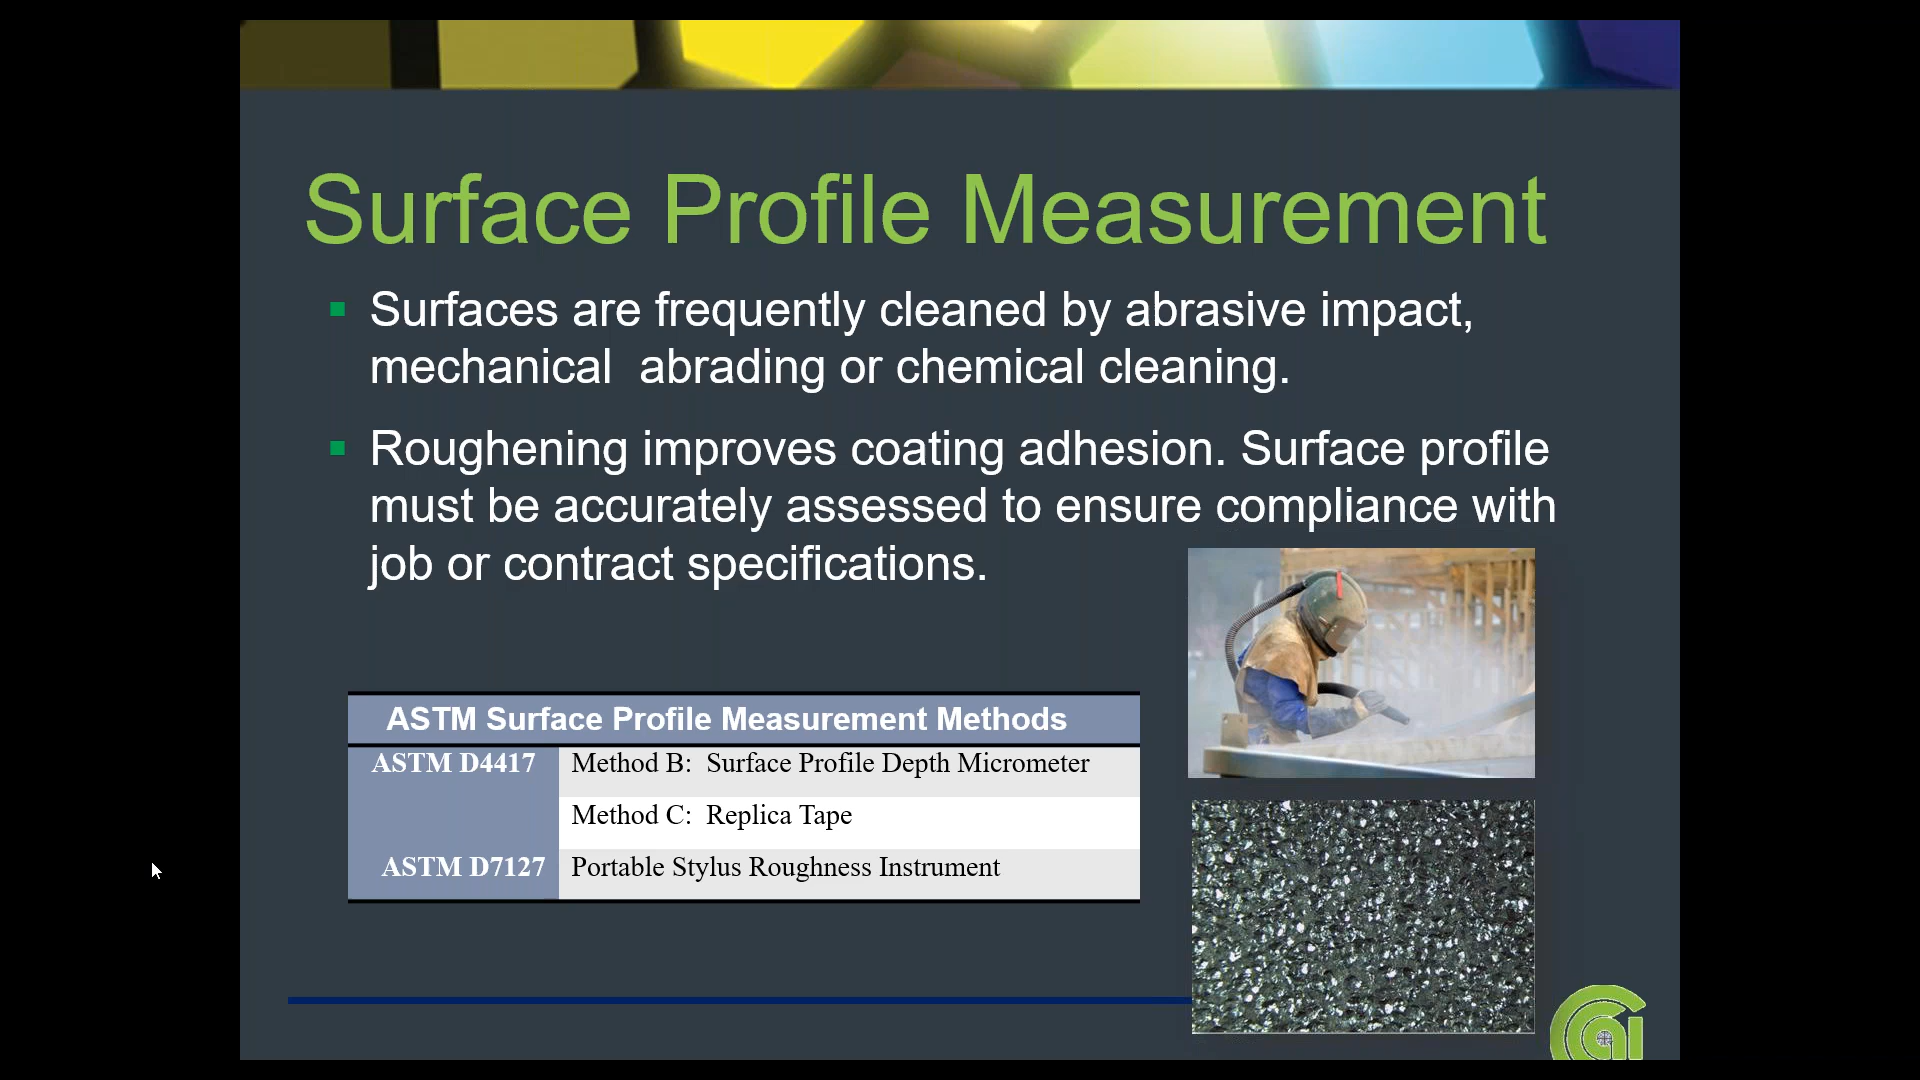 Surface Profile Measurement
Surfaces are frequently cleaned by abrasive impact,
mechanical  abrading or chemical cleaning.
Roughening improves coating adhesion. Surface profile
must be accurately assessed to ensure compliance with
job or contract specifications.
ASTM Surface Profile Measurement Methods
ASTM D4417 Method B:  Surface Profile Depth Micrometer
Method C:  Replica Tape
ASTM D7127 Portable Stylus Roughness Instrument